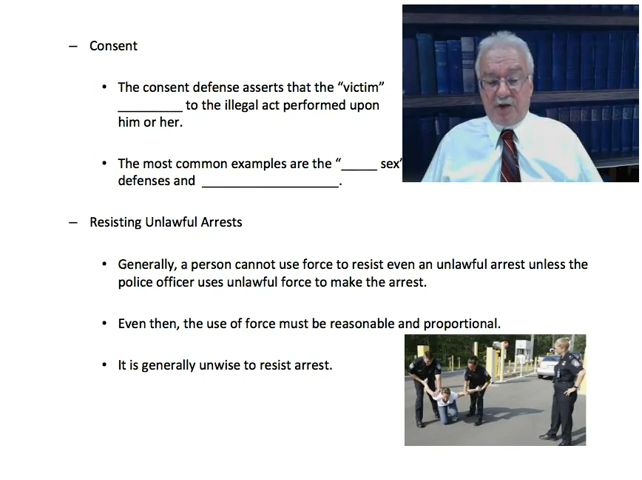 – Consent
• The consent defense asserts that the “victim”
_________ to the illegal act performed upon
him or her.
• The most common examples are the “_____ sex”
defenses and ___________________.
– Resisting Unlawful Arrests
• Generally, a person cannot use force to resist even an unlawful arrest unless the
police officer uses unlawful force to make the arrest.
• Even then, the use of force must be reasonable and proportional.
• It is generally unwise to resist arrest.